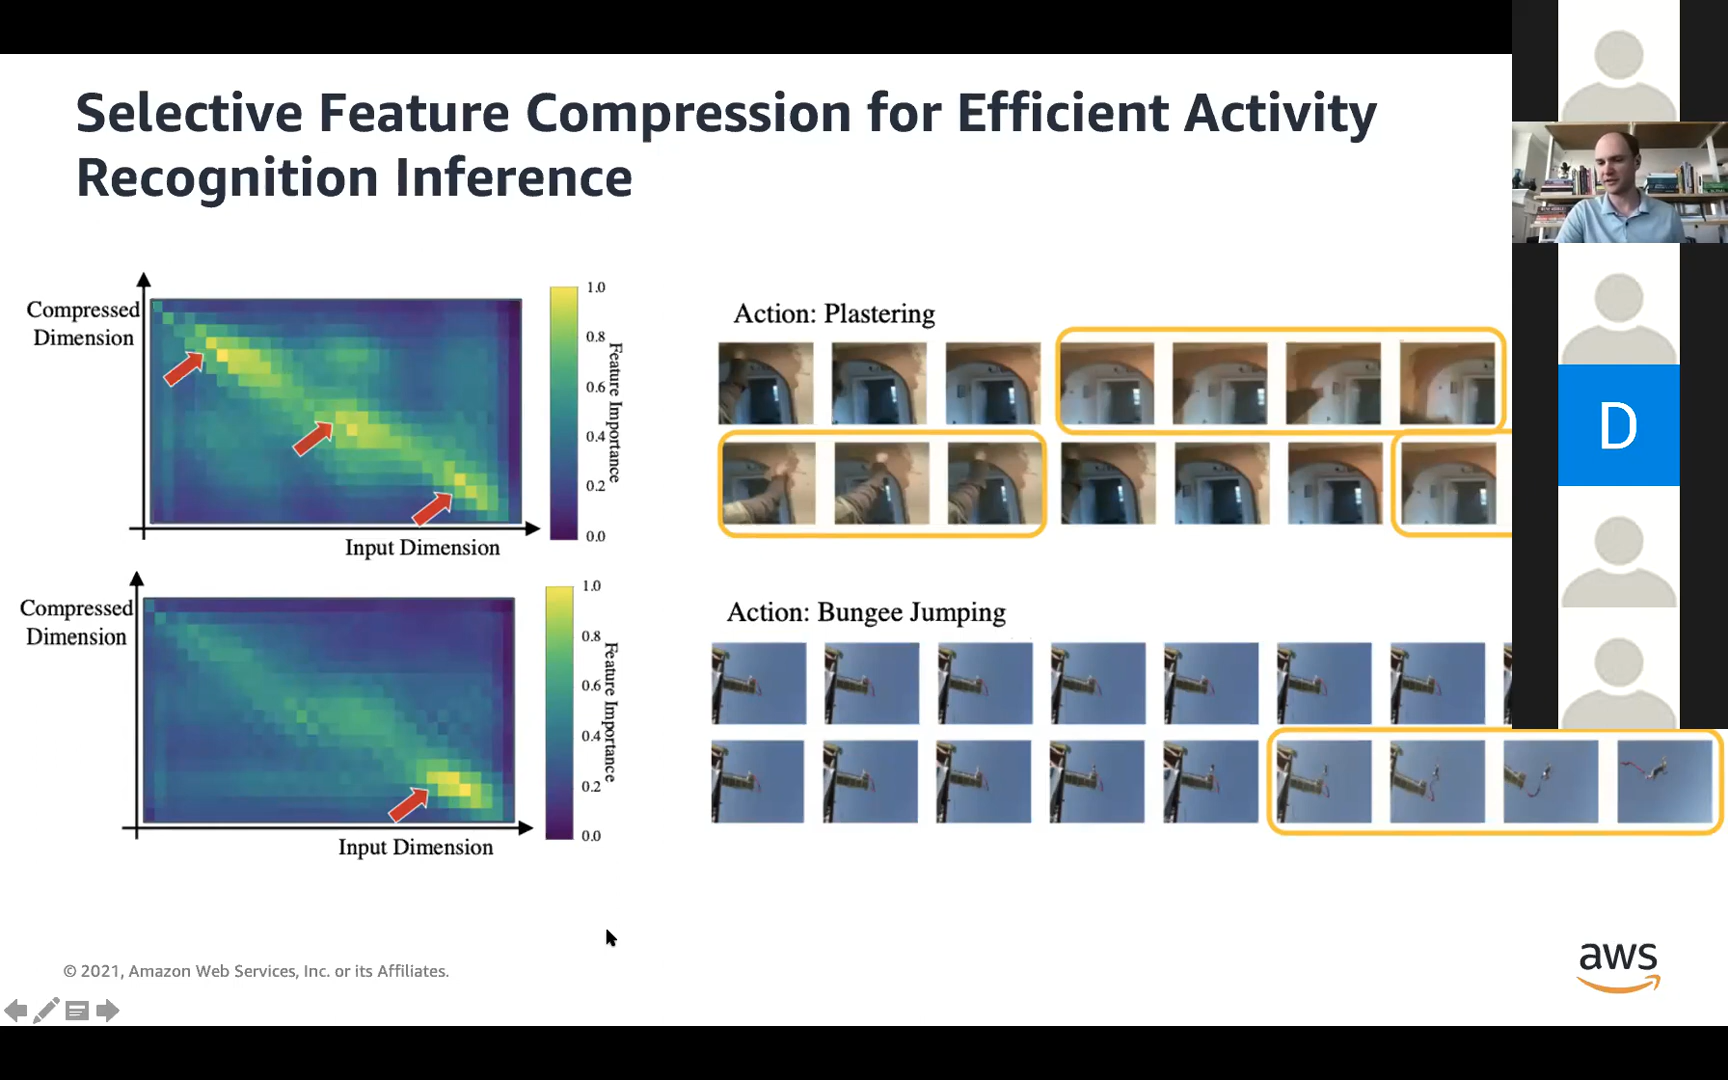 Selective Feature Compression for Efficient Activity
Recognition Inference
Compressed
Dimension
Input Dimension
1.0
0.8
0.6
0.4
0.2
0.0
Feature Importance
Action: Plastering
Compressed
Dimension
Input Dimension
1.0
0.8
0.6
0.4
0.2
0.0
Feature Importance
Action: Bungee Jumping
D
© 2021, Amazon Web Services, Inc. or its Affiliates.
aws